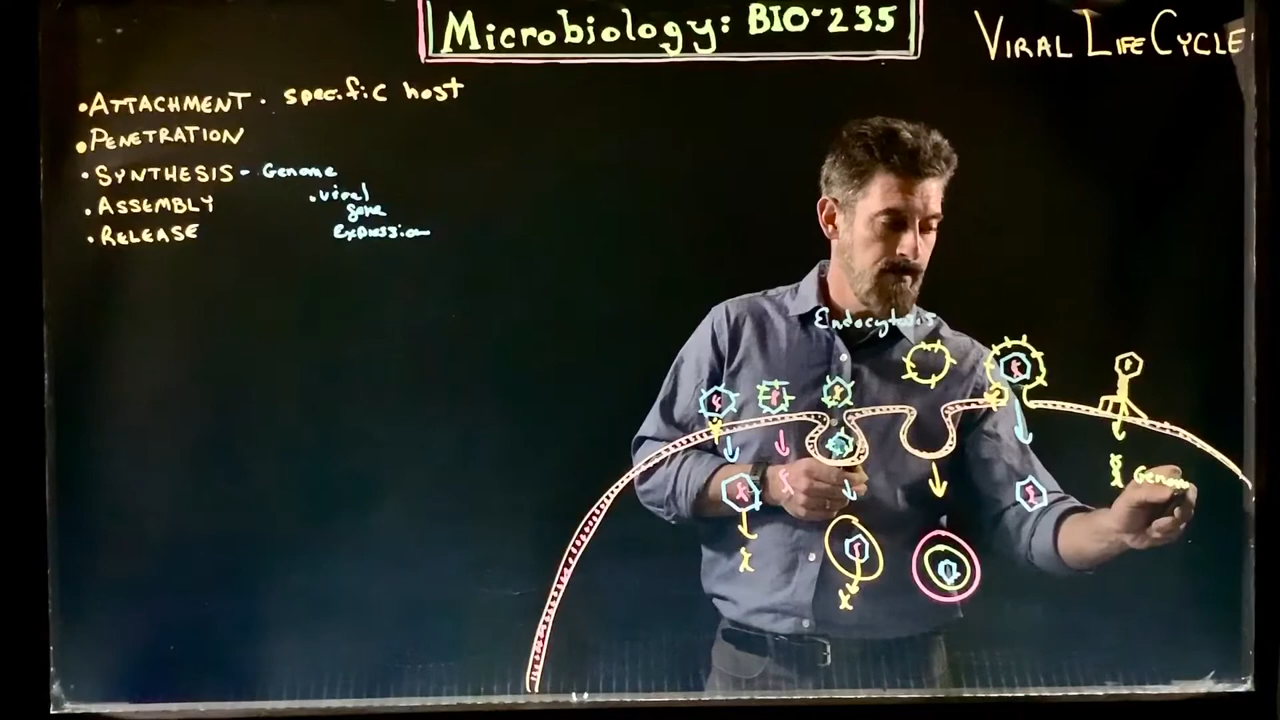 Microbiology: BIO-235
VIRAL LIFE CYCLE
• ATTACHMENT - specific host
• PENETRATION
• SYNTHESIS - Genome
• viral
gene
Expression
• ASSEMBLY
• RELEASE
Endocytosis
Genome